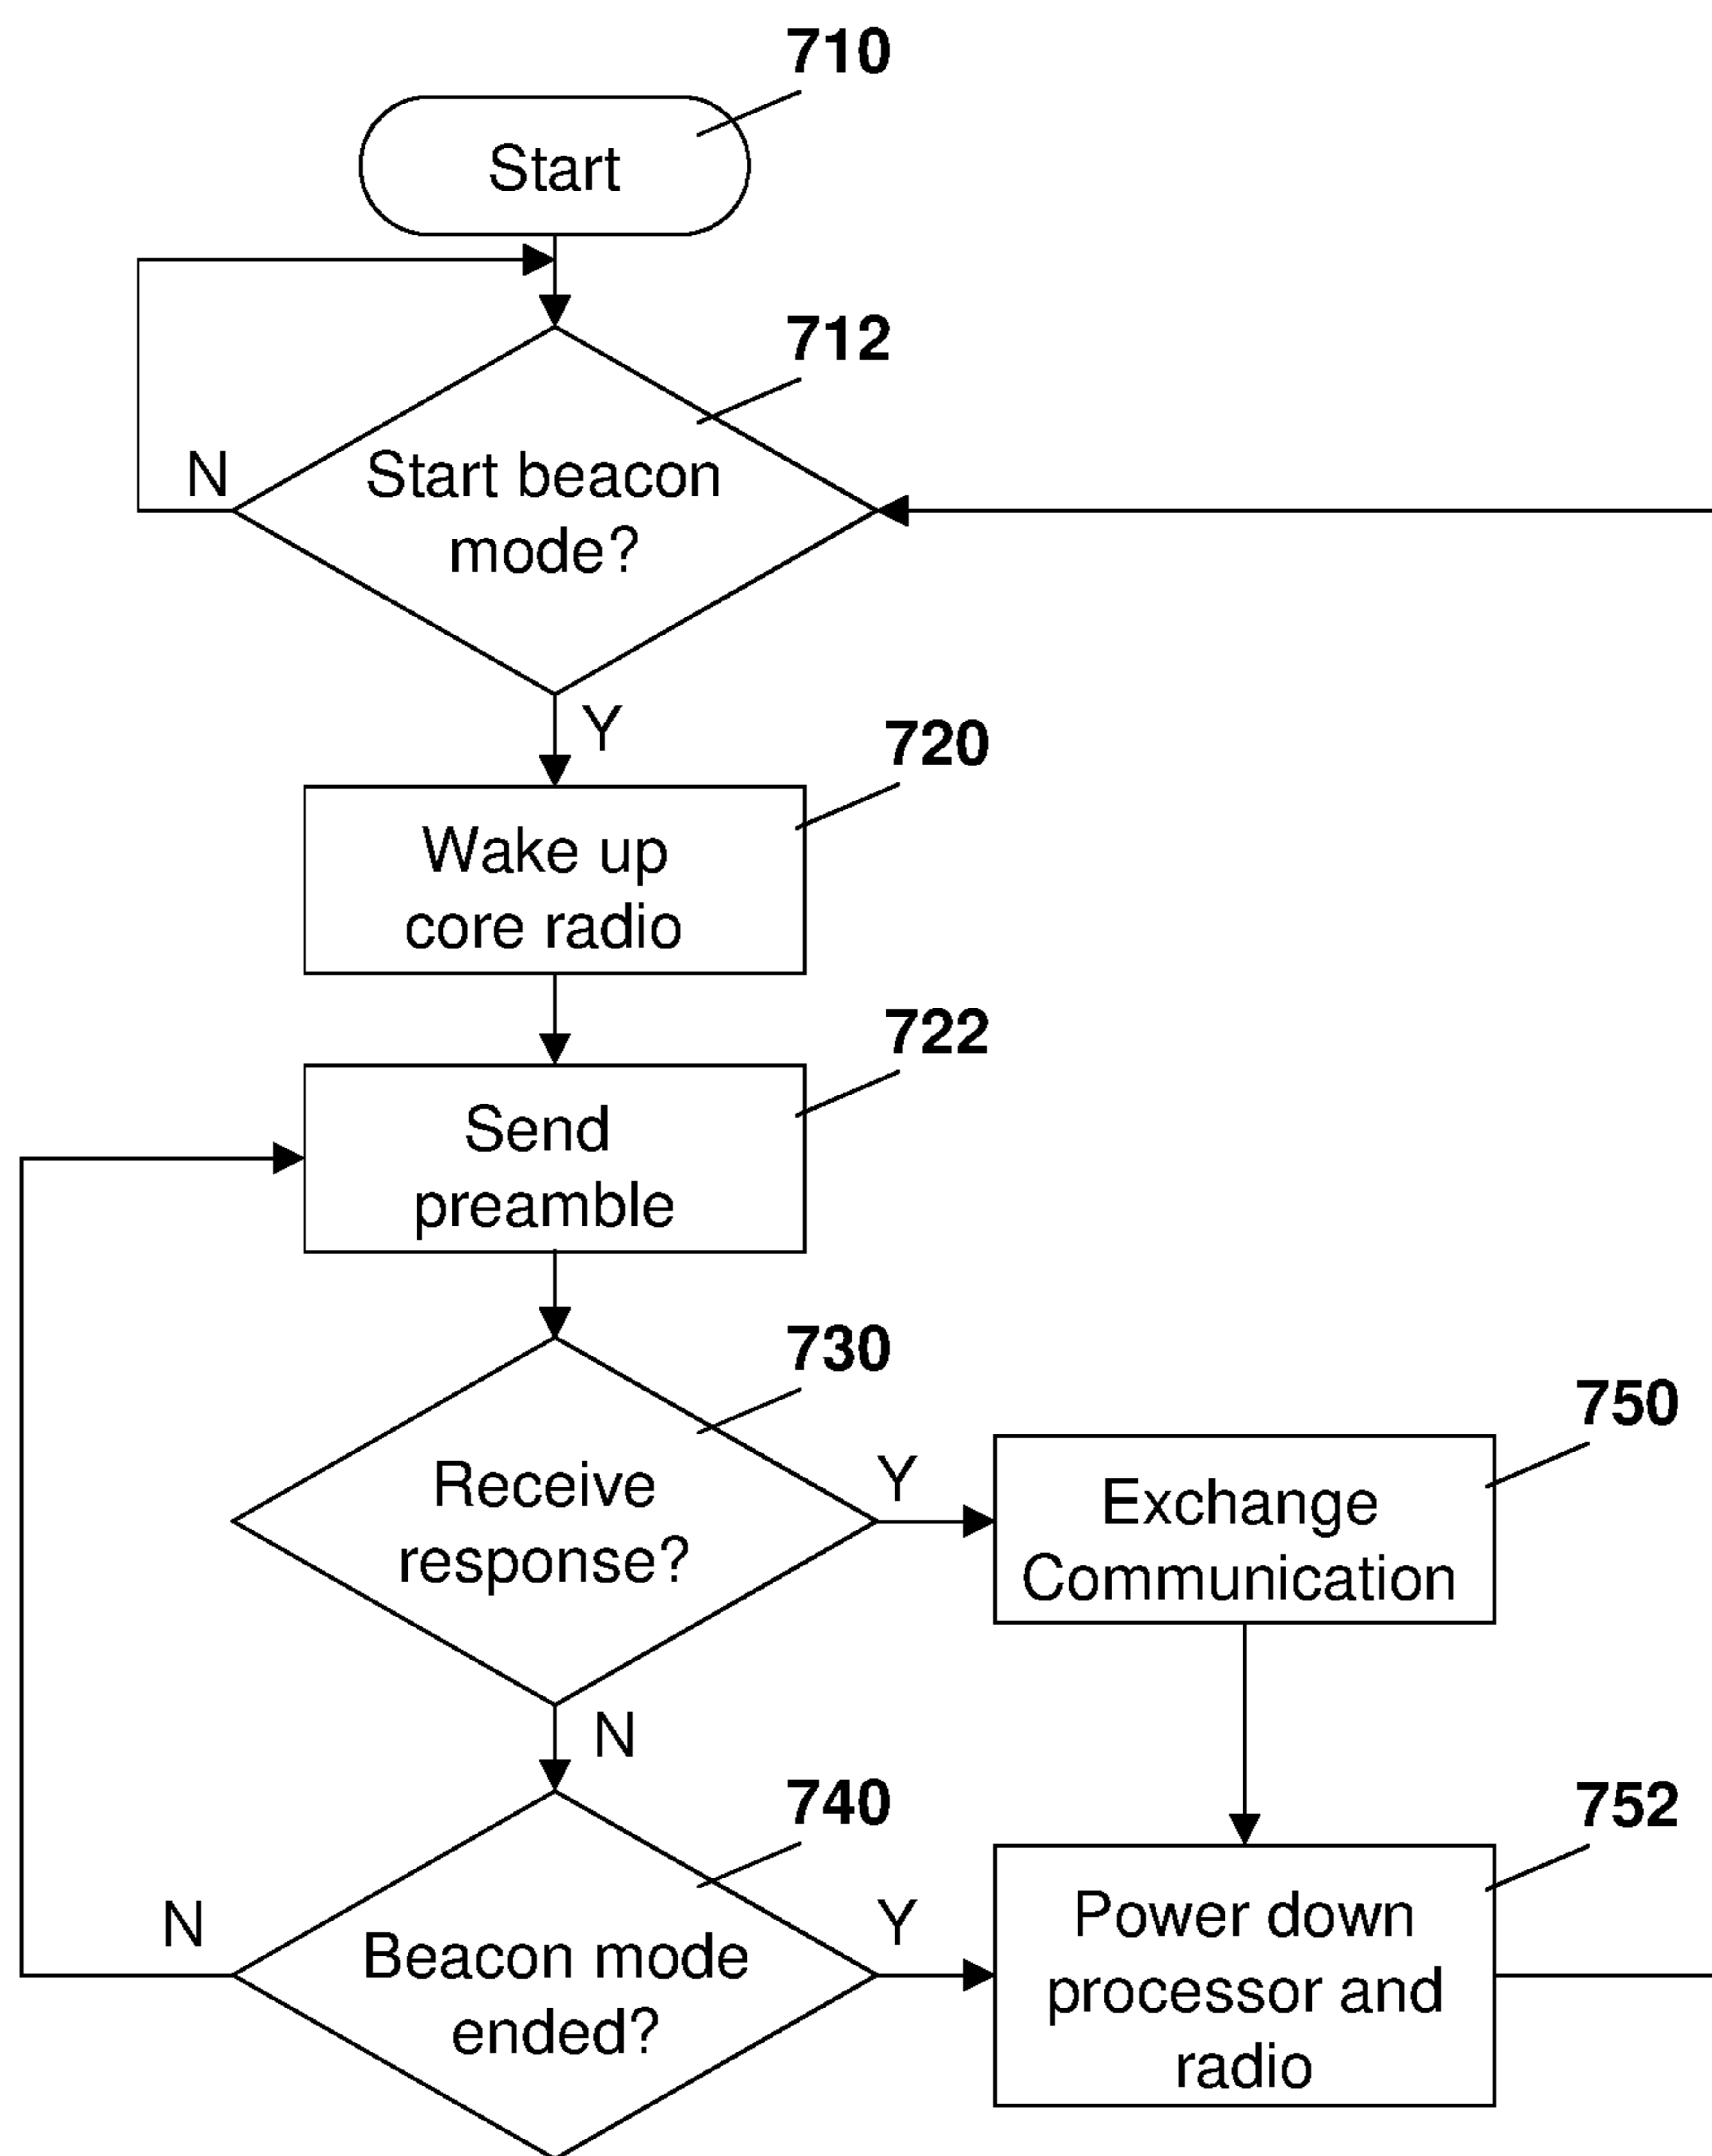 710
Start
712
Start beacon
mode?
N
Y
720
Wake up
core radio
722
Send
preamble
730
Receive
response?
Y
750
Exchange
Communication
N
740
Beacon mode
ended?
N
Y
752
Power down
processor and
radio